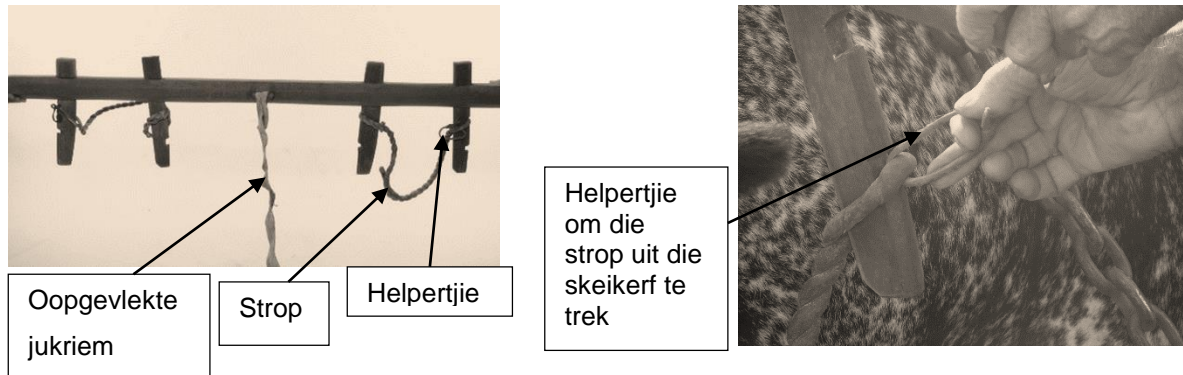 Oopgevlekte
jukriem
Strop
Helpertjie
Helpertjie
om die
strop uit die
skeikerf te
trek